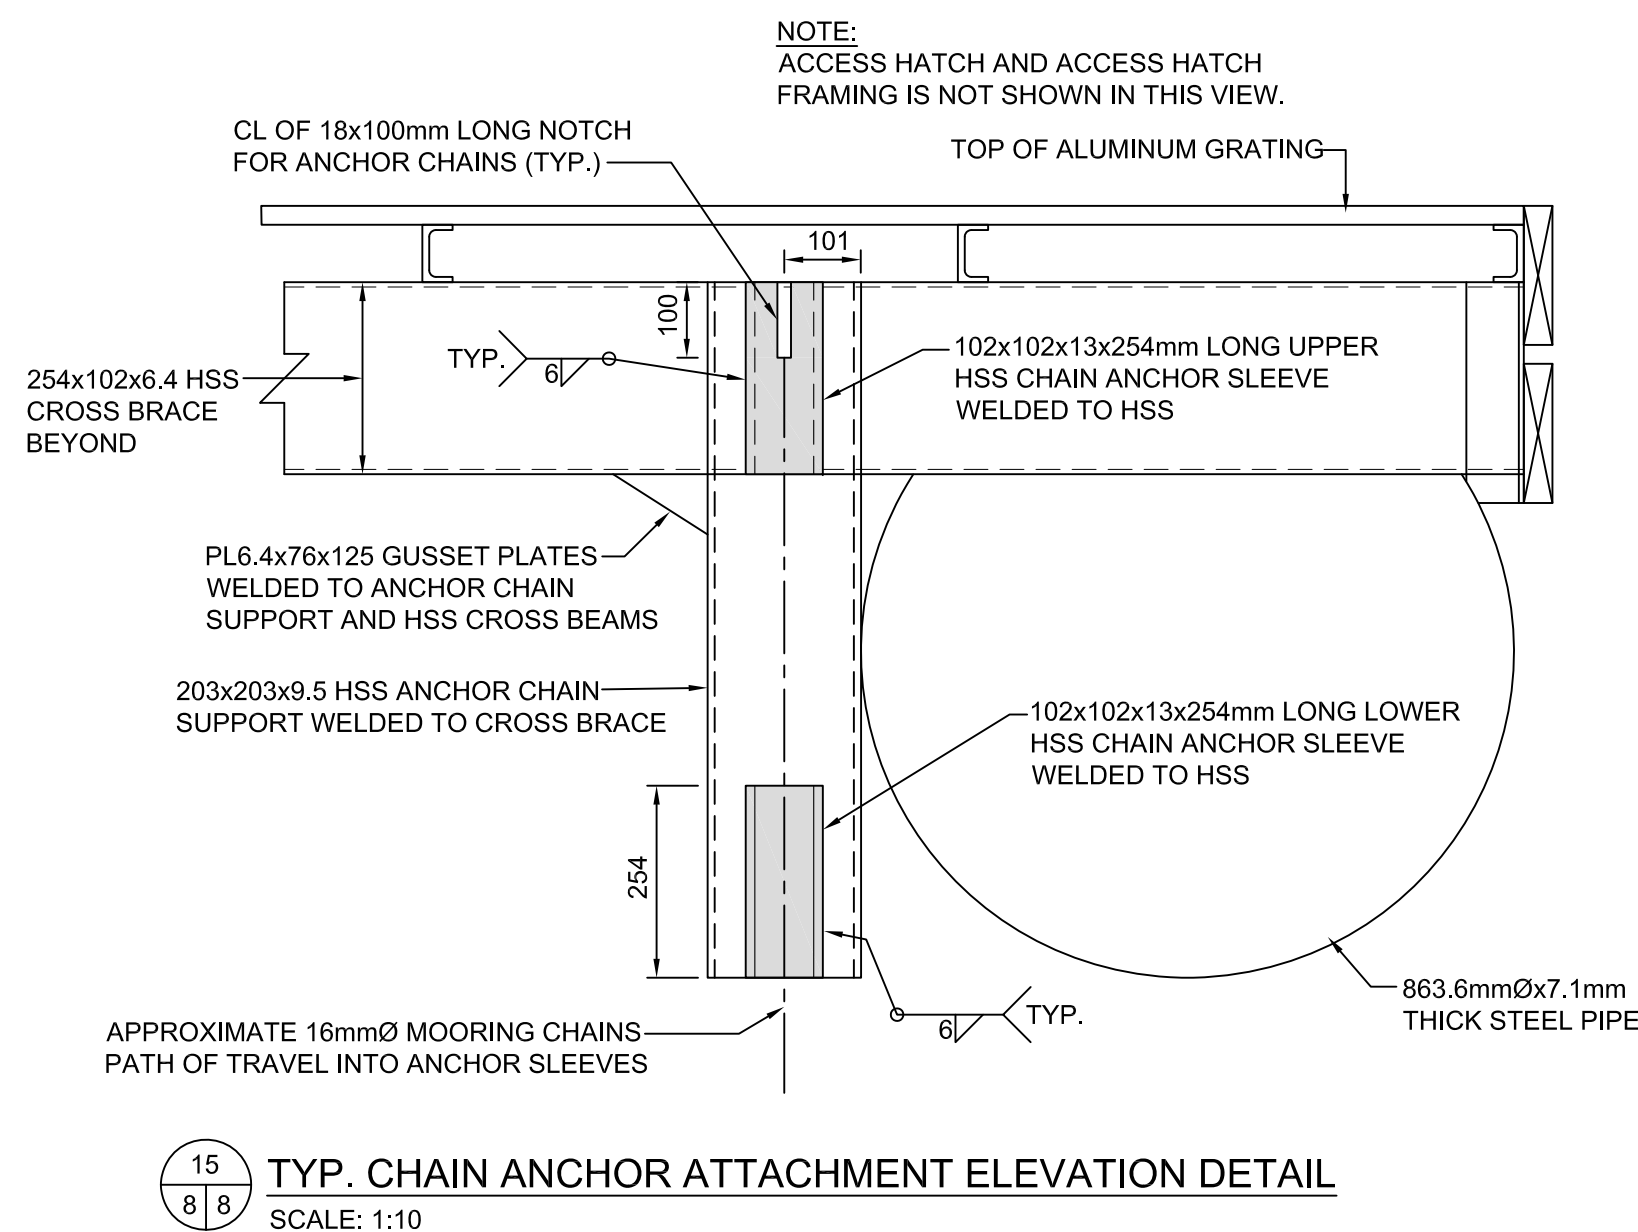 NOTE:
ACCESS HATCH AND ACCESS HATCH
FRAMING IS NOT SHOWN IN THIS VIEW.
CL OF 18x100mm LONG NOTCH
FOR ANCHOR CHAINS (TYP.)
TOP OF ALUMINUM GRATING
101
100
TYP.
6
102x102x13x254mm LONG UPPER
HSS CHAIN ANCHOR SLEEVE
WELDED TO HSS
254x102x6.4 HSS
CROSS BRACE
BEYOND
PL6.4x76x125 GUSSET PLATES
WELDED TO ANCHOR CHAIN
SUPPORT AND HSS CROSS BEAMS
203x203x9.5 HSS ANCHOR CHAIN
SUPPORT WELDED TO CROSS BRACE
102x102x13x254mm LONG LOWER
HSS CHAIN ANCHOR SLEEVE
WELDED TO HSS
254
863.6mmØx7.1mm
THICK STEEL PIPE
6
TYP.
APPROXIMATE 16mmØ MOORING CHAINS
PATH OF TRAVEL INTO ANCHOR SLEEVES
15
8 8
TYP. CHAIN ANCHOR ATTACHMENT ELEVATION DETAIL
SCALE: 1:10